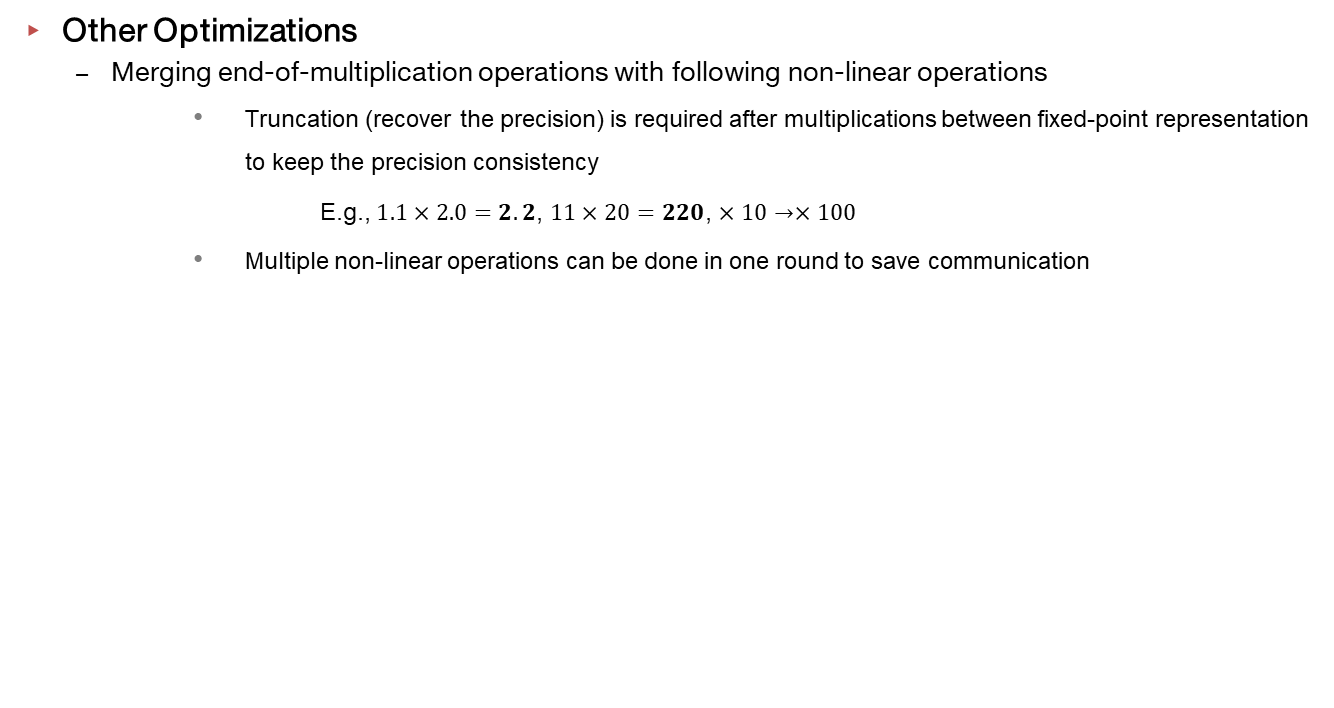 ▸ Other Optimizations
– Merging end-of-multiplication operations with following non-linear operations
• Truncation (recover the precision) is required after multiplications between fixed-point representation
to keep the precision consistency
E.g., 1.1 × 2.0 = 2.2, 11 × 20 = 220, × 10 →× 100
• Multiple non-linear operations can be done in one round to save communication